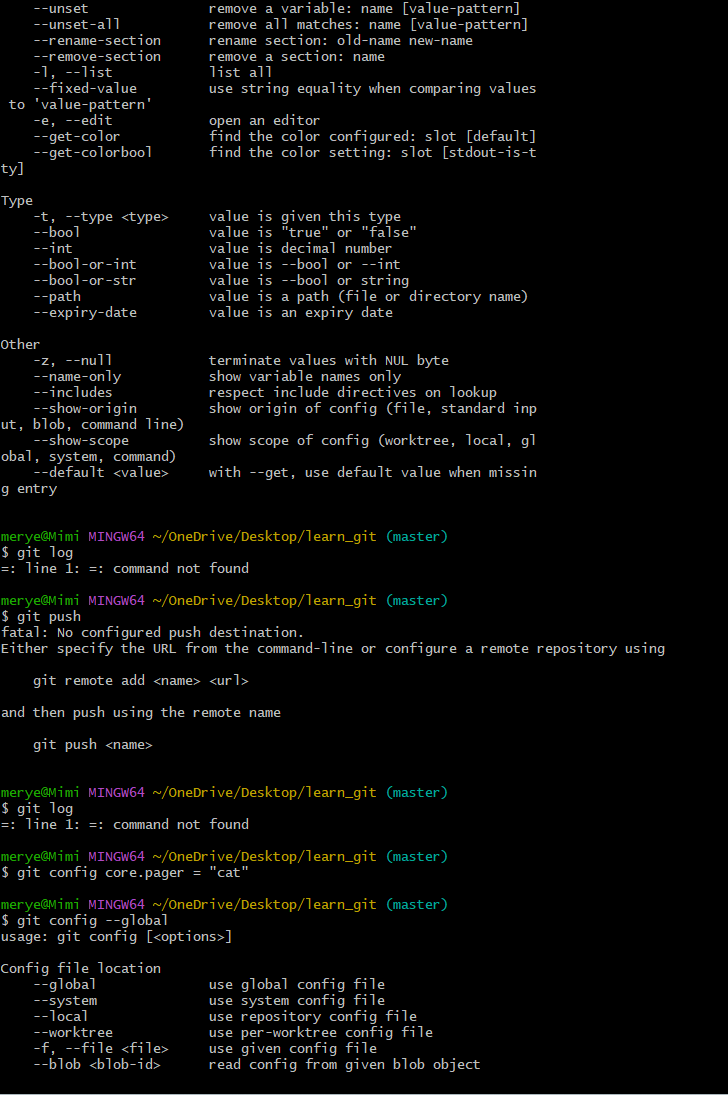 --unset               remove a variable: name [value-pattern]
    --unset-all           remove all matches: name [value-pattern]
    --rename-section      rename section: old-name new-name
    --remove-section      remove a section: name
    -l, --list            list all
    --fixed-value         use string equality when comparing values
 to 'value-pattern'
    -e, --edit            open an editor
    --get-color           find the color configured: slot [default]
    --get-colorbool       find the color setting: slot [stdout-is-t
ty]

Type
    -t, --type <type>     value is given this type
    --bool                value is "true" or "false"
    --int                 value is decimal number
    --bool-or-int         value is --bool or --int
    --bool-or-str         value is --bool or string
    --path                value is a path (file or directory name)
    --expiry-date         value is an expiry date

Other
    -z, --null            terminate values with NUL byte
    --name-only           show variable names only
    --includes            respect include directives on lookup
    --show-origin         show origin of config (file, standard inp
ut, blob, command line)
    --show-scope          show scope of config (worktree, local, gl
obal, system, command)
    --default <value>     with --get, use default value when missin
g entry

merye@Mimi MINGW64 ~/OneDrive/Desktop/learn_git (master)
$ git log
=: line 1: =: command not found

merye@Mimi MINGW64 ~/OneDrive/Desktop/learn_git (master)
$ git push
fatal: No configured push destination.
Either specify the URL from the command-line or configure a remote repository using

    git remote add <name> <url>

and then push using the remote name

    git push <name>

merye@Mimi MINGW64 ~/OneDrive/Desktop/learn_git (master)
$ git log
=: line 1: =: command not found

merye@Mimi MINGW64 ~/OneDrive/Desktop/learn_git (master)
$ git config core.pager = "cat"

merye@Mimi MINGW64 ~/OneDrive/Desktop/learn_git (master)
$ git config --global
usage: git config [<options>]

Config file location
    --global              use global config file
    --system              use system config file
    --local               use repository config file
    --worktree            use per-worktree config file
    -f, --file <file>     use given config file
    --blob <blob-id>      read config from given blob object